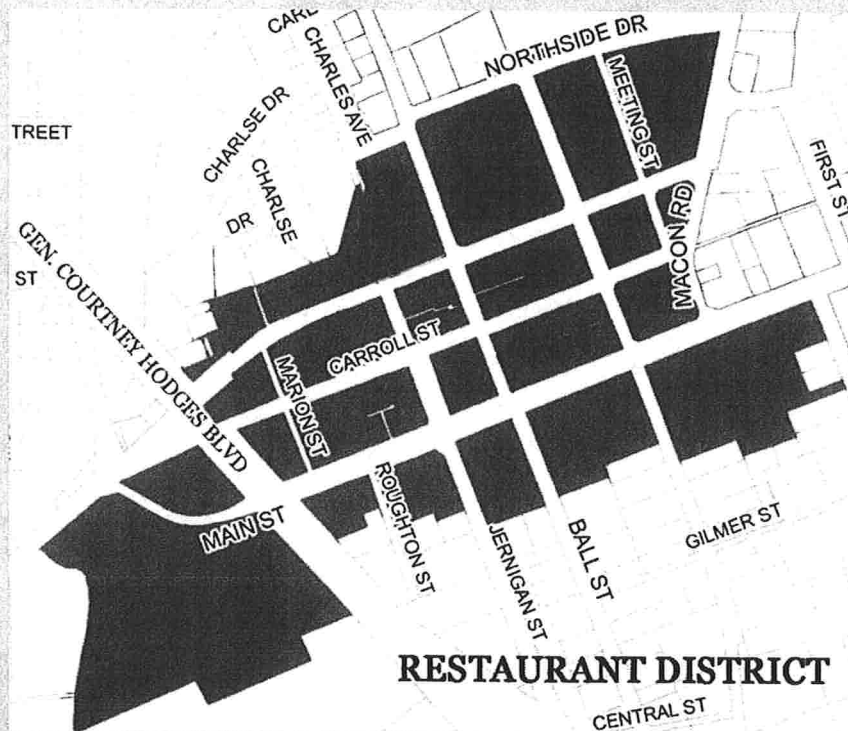 CARL
CHARLES AVE
NORTHSIDE DR
MEETING ST
CHARLSE DR
TREET
CHARLSE
DR
FIRST ST
GEN. COURTNEY HODGES BLVD
ST
MACON RD
CARROLL ST
MARION ST
MAIN ST
ROUGHTON ST
JERNIGAN ST
BALL ST
GILMER ST
RESTAURANT DISTRICT
CENTRAL ST